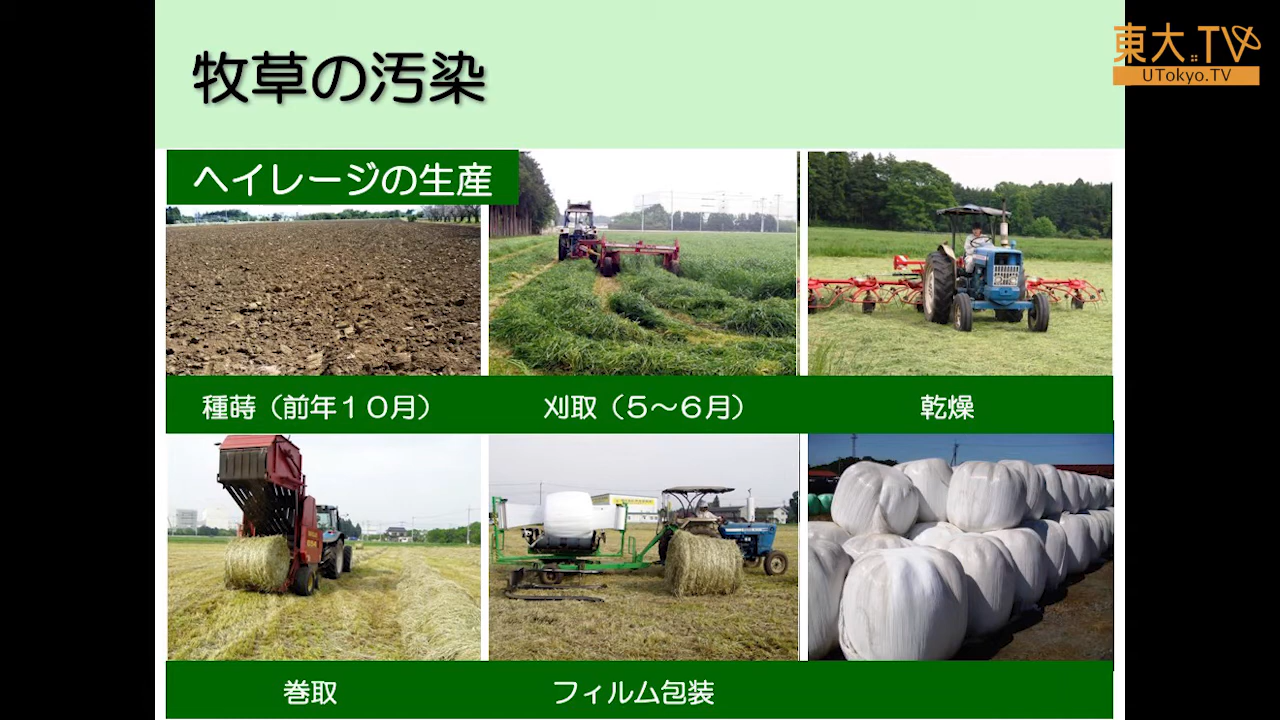 牧草の汚染
東大.TV
UTokyo.TV
ヘイレージの生産
種蒔（前年１０月）
刈取（５～６月）
乾燥
巻取
フィルム包装